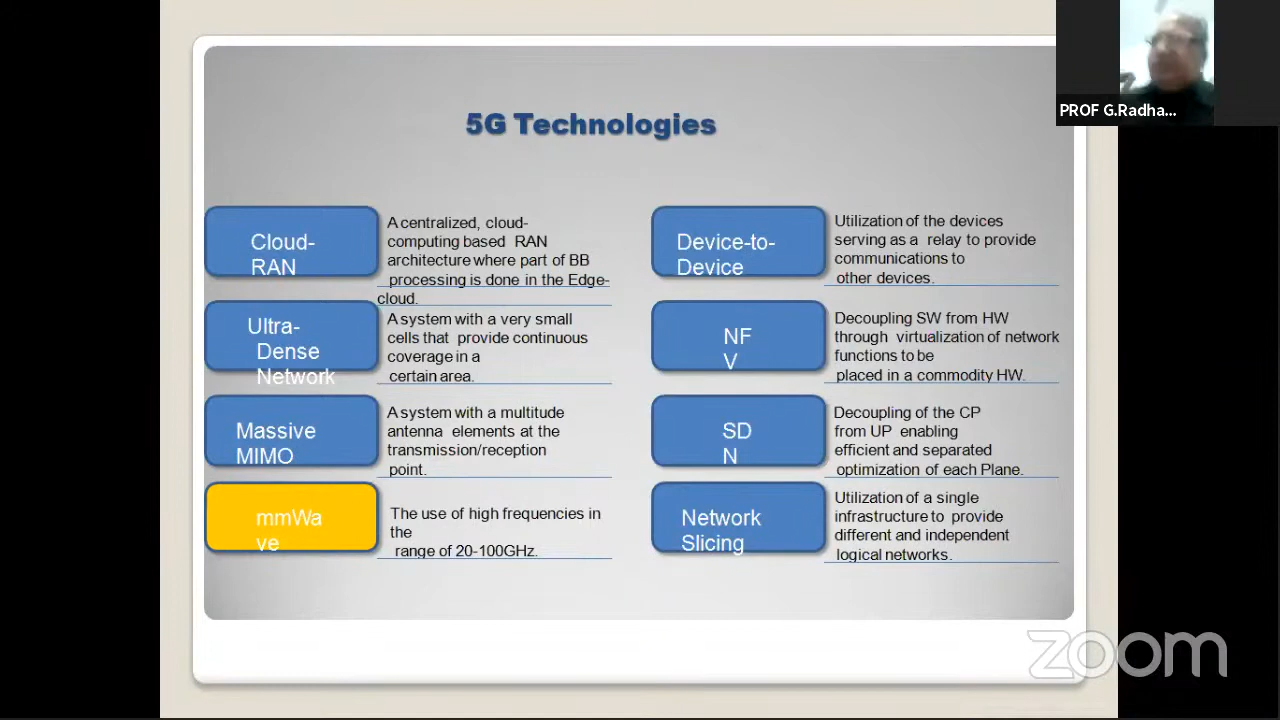 PROF G.Radha...
5G Technologies
Cloud-
RAN
A centralized, cloud-
computing based RAN
architecture where part of BB
processing is done in the Edge-
cloud.
Ultra-
Dense
Network
A system with a very small
cells that provide continuous
coverage in a
certain area.
Massive
MIMO
A system with a multitude
antenna elements at the
transmission/reception
point.
mmWa
ve
The use of high frequencies in
the
range of 20-100GHz.
Device-to-
Device
Utilization of the devices
serving as a relay to provide
communications to
other devices.
NF
V
Decoupling SW from HW
through virtualization of network
functions to be
placed in a commodity HW.
SD
N
Decoupling of the CP
from UP enabling
efficient and separated
optimization of each Plane.
Network
Slicing
Utilization of a single
infrastructure to provide
different and independent
logical networks.
zoom